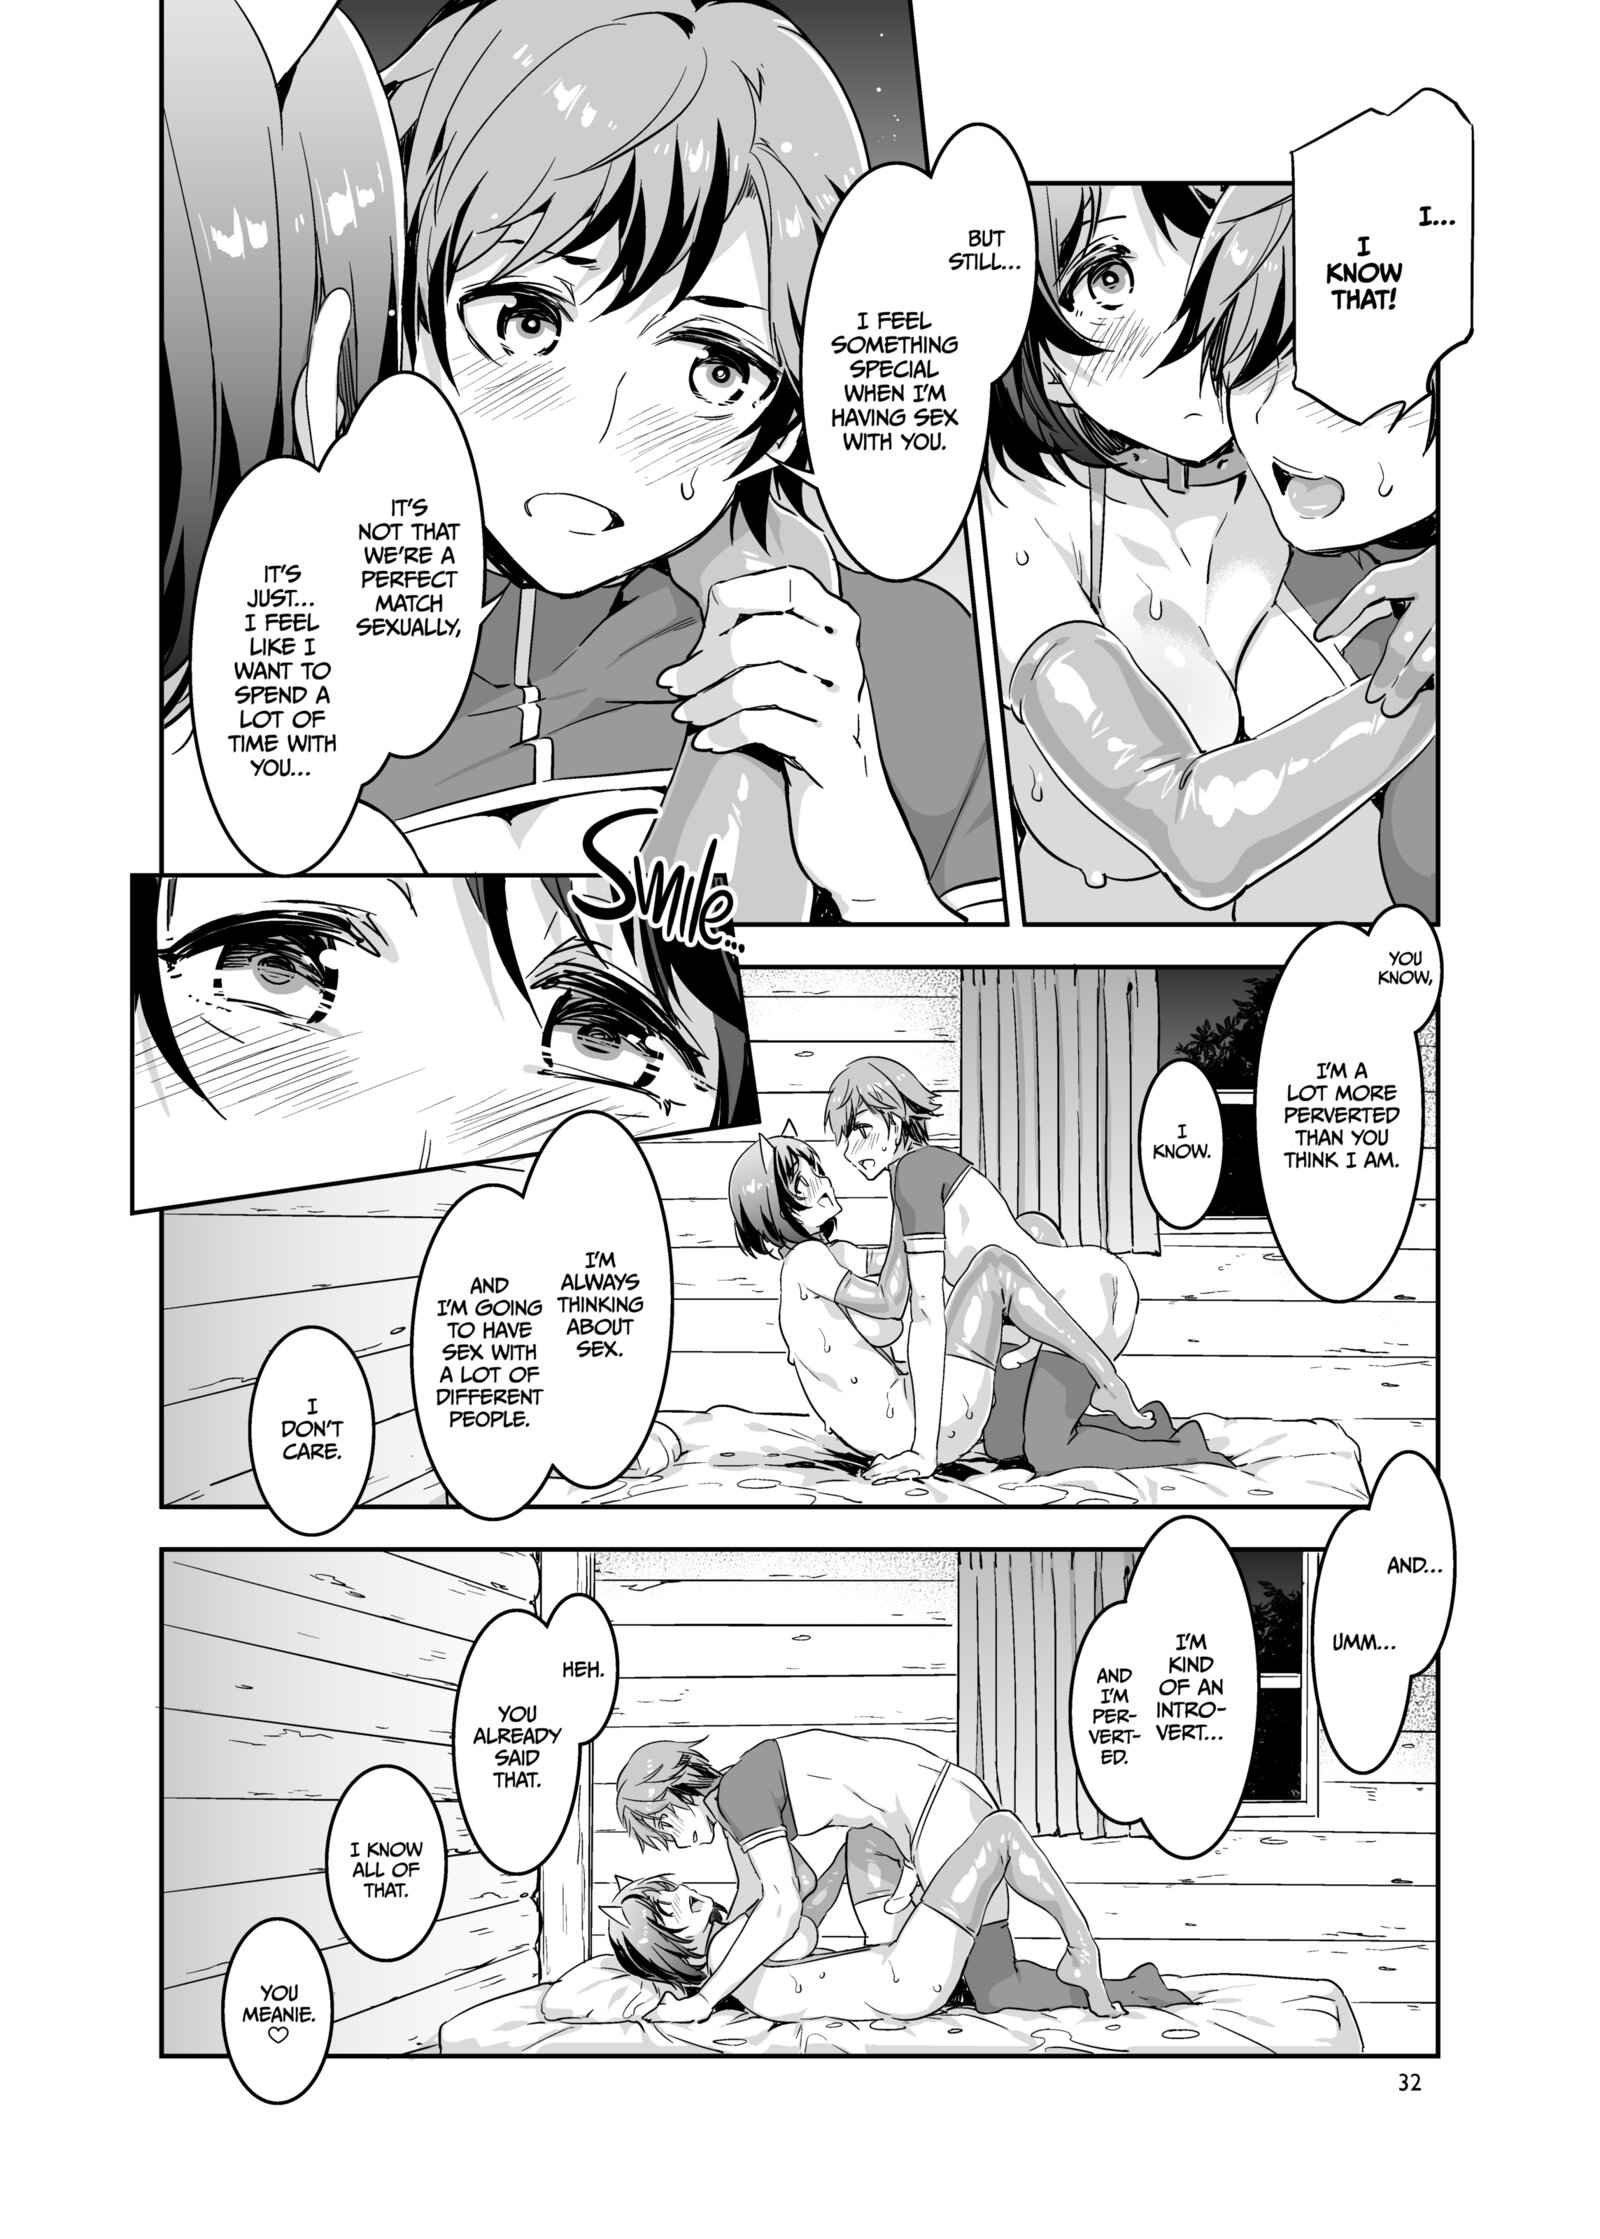 I...
I
KNOW
THAT!
BUT
STILL...
I FEEL
SOMETHING
SPECIAL
WHEN I'M
HAVING SEX
WITH YOU.
IT'S
NOT THAT
WE'RE A
PERFECT
MATCH
SEXUALLY,
IT'S
JUST...
I FEEL
LIKE I
WANT TO
SPEND A
LOT OF
TIME WITH
YOU...
SMILE...
YOU
KNOW,
I'M A
LOT MORE
PERVERTED
THAN YOU
THINK I AM.
I
KNOW.
I'M
ALWAYS
THINKING
ABOUT
SEX.
AND
I'M GOING
TO HAVE
SEX WITH
A LOT OF
DIFFERENT
PEOPLE.
I
DON'T
CARE.
AND...
UMM...
I'M
KIND
OF AN
INTRO-
VERT...
AND
I'M
PER-
VERT-
ED.
HEH.
YOU
ALREADY
SAID
THAT.
I KNOW
ALL OF
THAT.
YOU
MEANIE.
♡
32